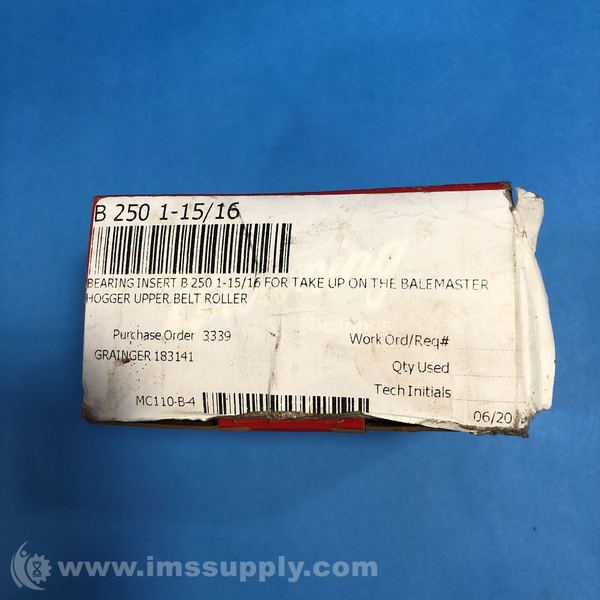 B 250 1-15/16
BEARING INSERT B 250 1-15/16 FOR TAKE UP ON THE BALEMASTER
HOGGER UPPER BELT ROLLER
Purchase Order 3339
Work Ord/Req#
GRAINGER 183141
Qty Used
Tech Initials
MC110-B-4
06/20
www.imssupply.com